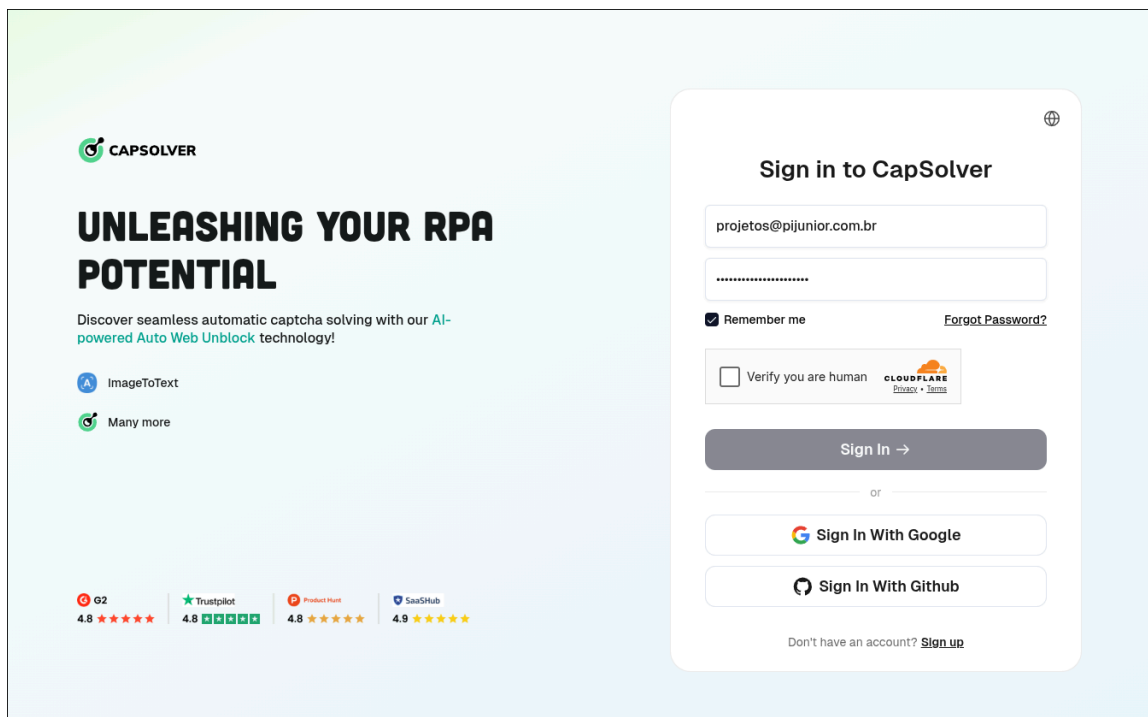 CAPSOLVER
UNLEASHING YOUR RPA
POTENTIAL
Discover seamless automatic captcha solving with our AI-
powered Auto Web Unblock technology!
A ImageToText
Many more
G2
4.8
Trustpilot
4.8
Product Hunt
4.8
SaaSHub
4.9
Sign in to CapSolver
projetos@pijunior.com.br
••••••••••••••••••••••
Remember me
Forgot Password?
Verify you are human
CLOUDFLARE
Privacy • Terms
Sign In →
or
Sign In With Google
Sign In With Github
Don't have an account? Sign up